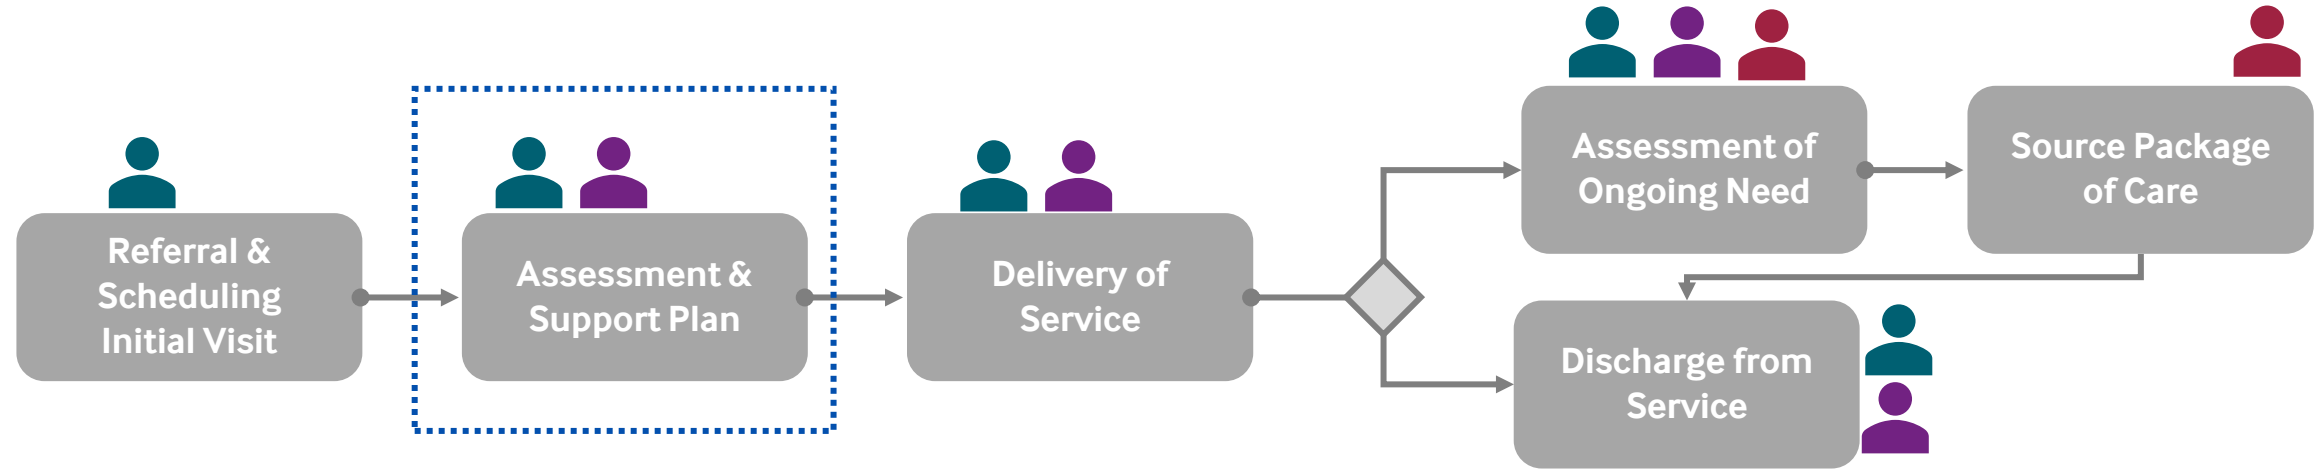 Referral &
Scheduling
Initial Visit
Assessment &
Support Plan
Delivery of
Service
Assessment of
Ongoing Need
Source Package
of Care
Discharge from
Service